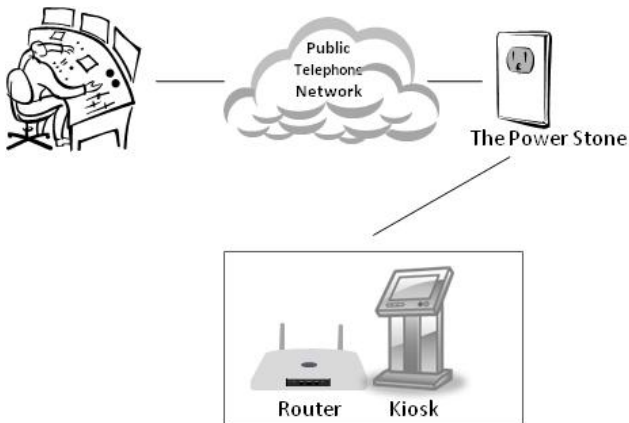 Public
Telephone
Network
The Power Stone
Router Kiosk